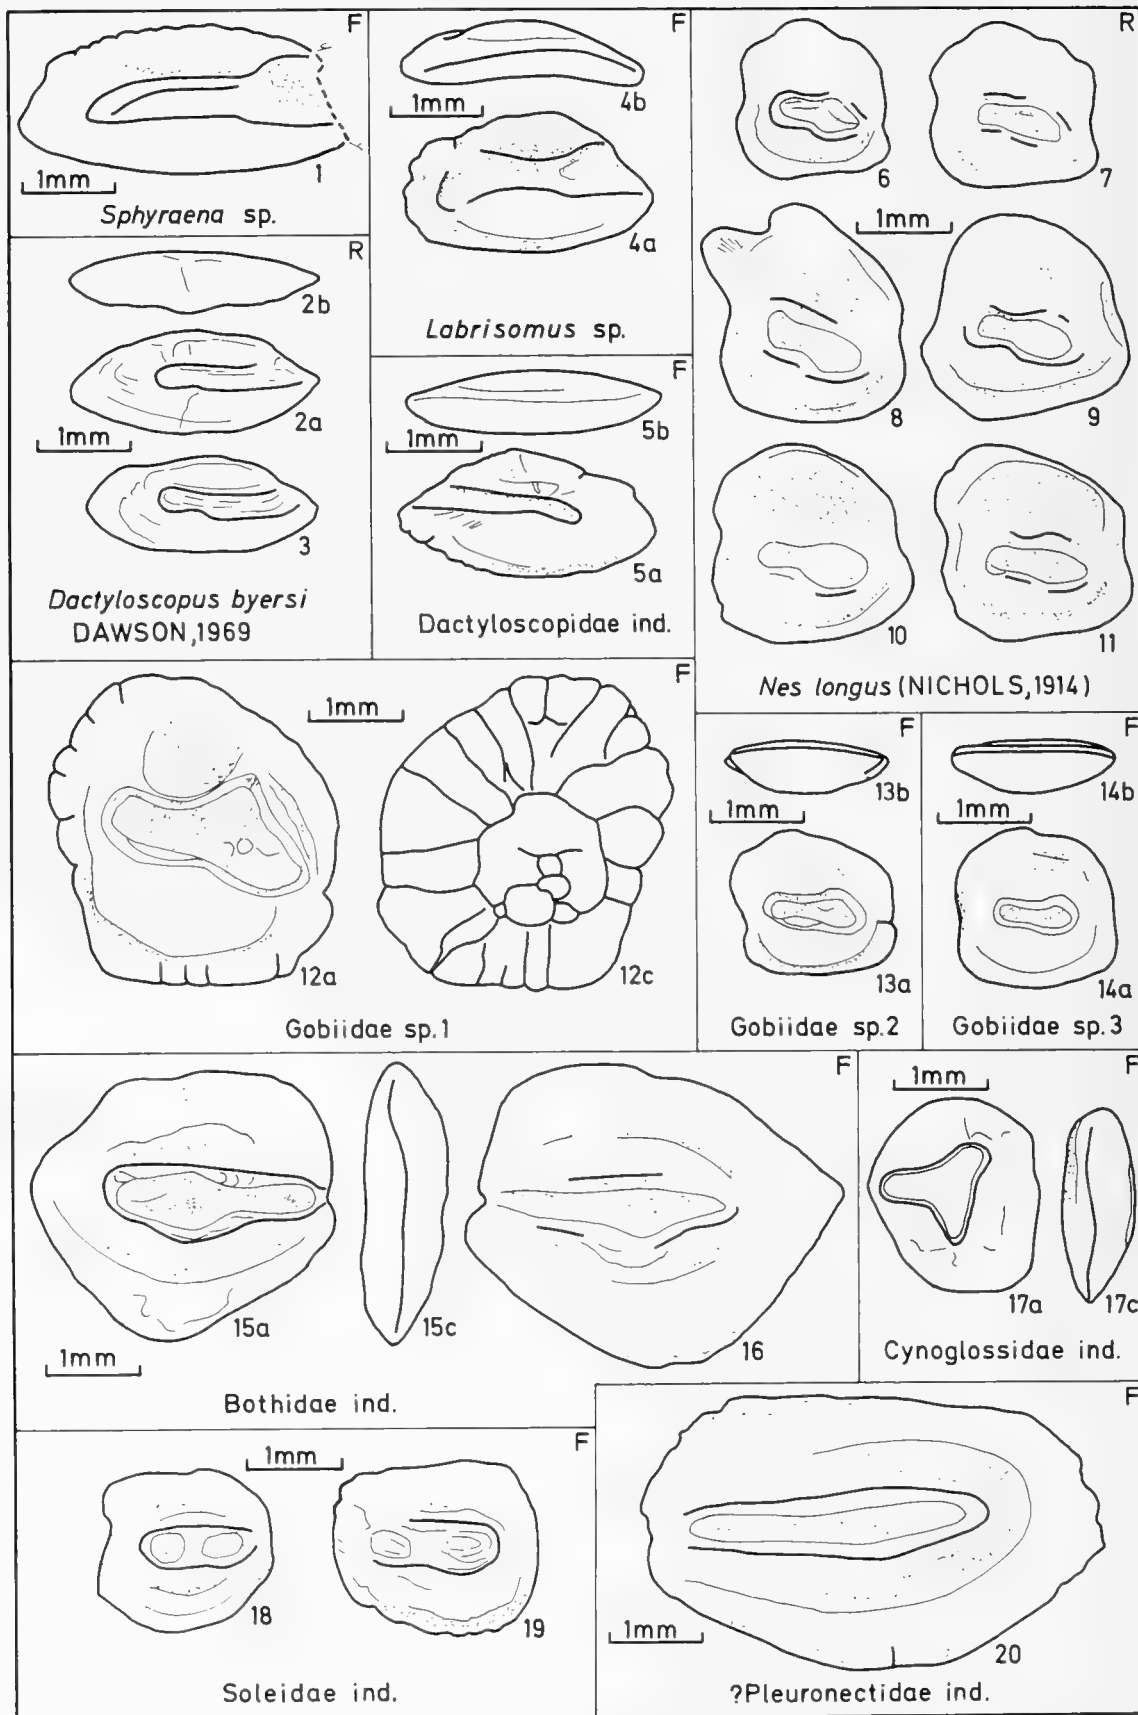 F
1mm
1
Sphyraena sp.
F
4b
1mm
4a
Labrisomus sp.
R
6
7
1mm
8
9
10
11
Nes longus (NICHOLS, 1914)
R
2b
2a
1mm
3
Dactyloscopus byersi
DAWSON, 1969
F
5b
1mm
5a
Dactyloscopidae ind.
F
1mm
12a
12c
Gobiidae sp.1
F
13b
1mm
13a
Gobiidae sp.2
F
14b
1mm
14a
Gobiidae sp.3
F
15a
15c
16
1mm
Bothidae ind.
F
1mm
17a
17c
Cynoglossidae ind.
F
1mm
18
19
Soleidae ind.
F
1mm
20
?Pleuronectidae ind.